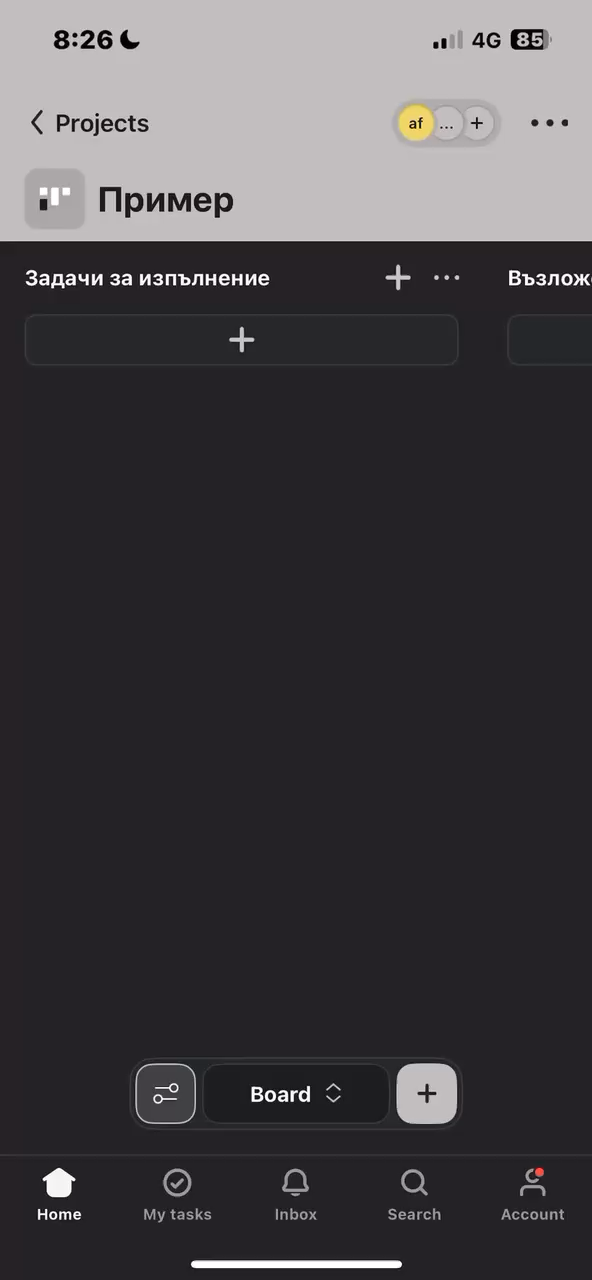 8:26 4G 85
Projects af ... +
Пример
Задачи за изпълнение
Board
Home My tasks Inbox Search Account